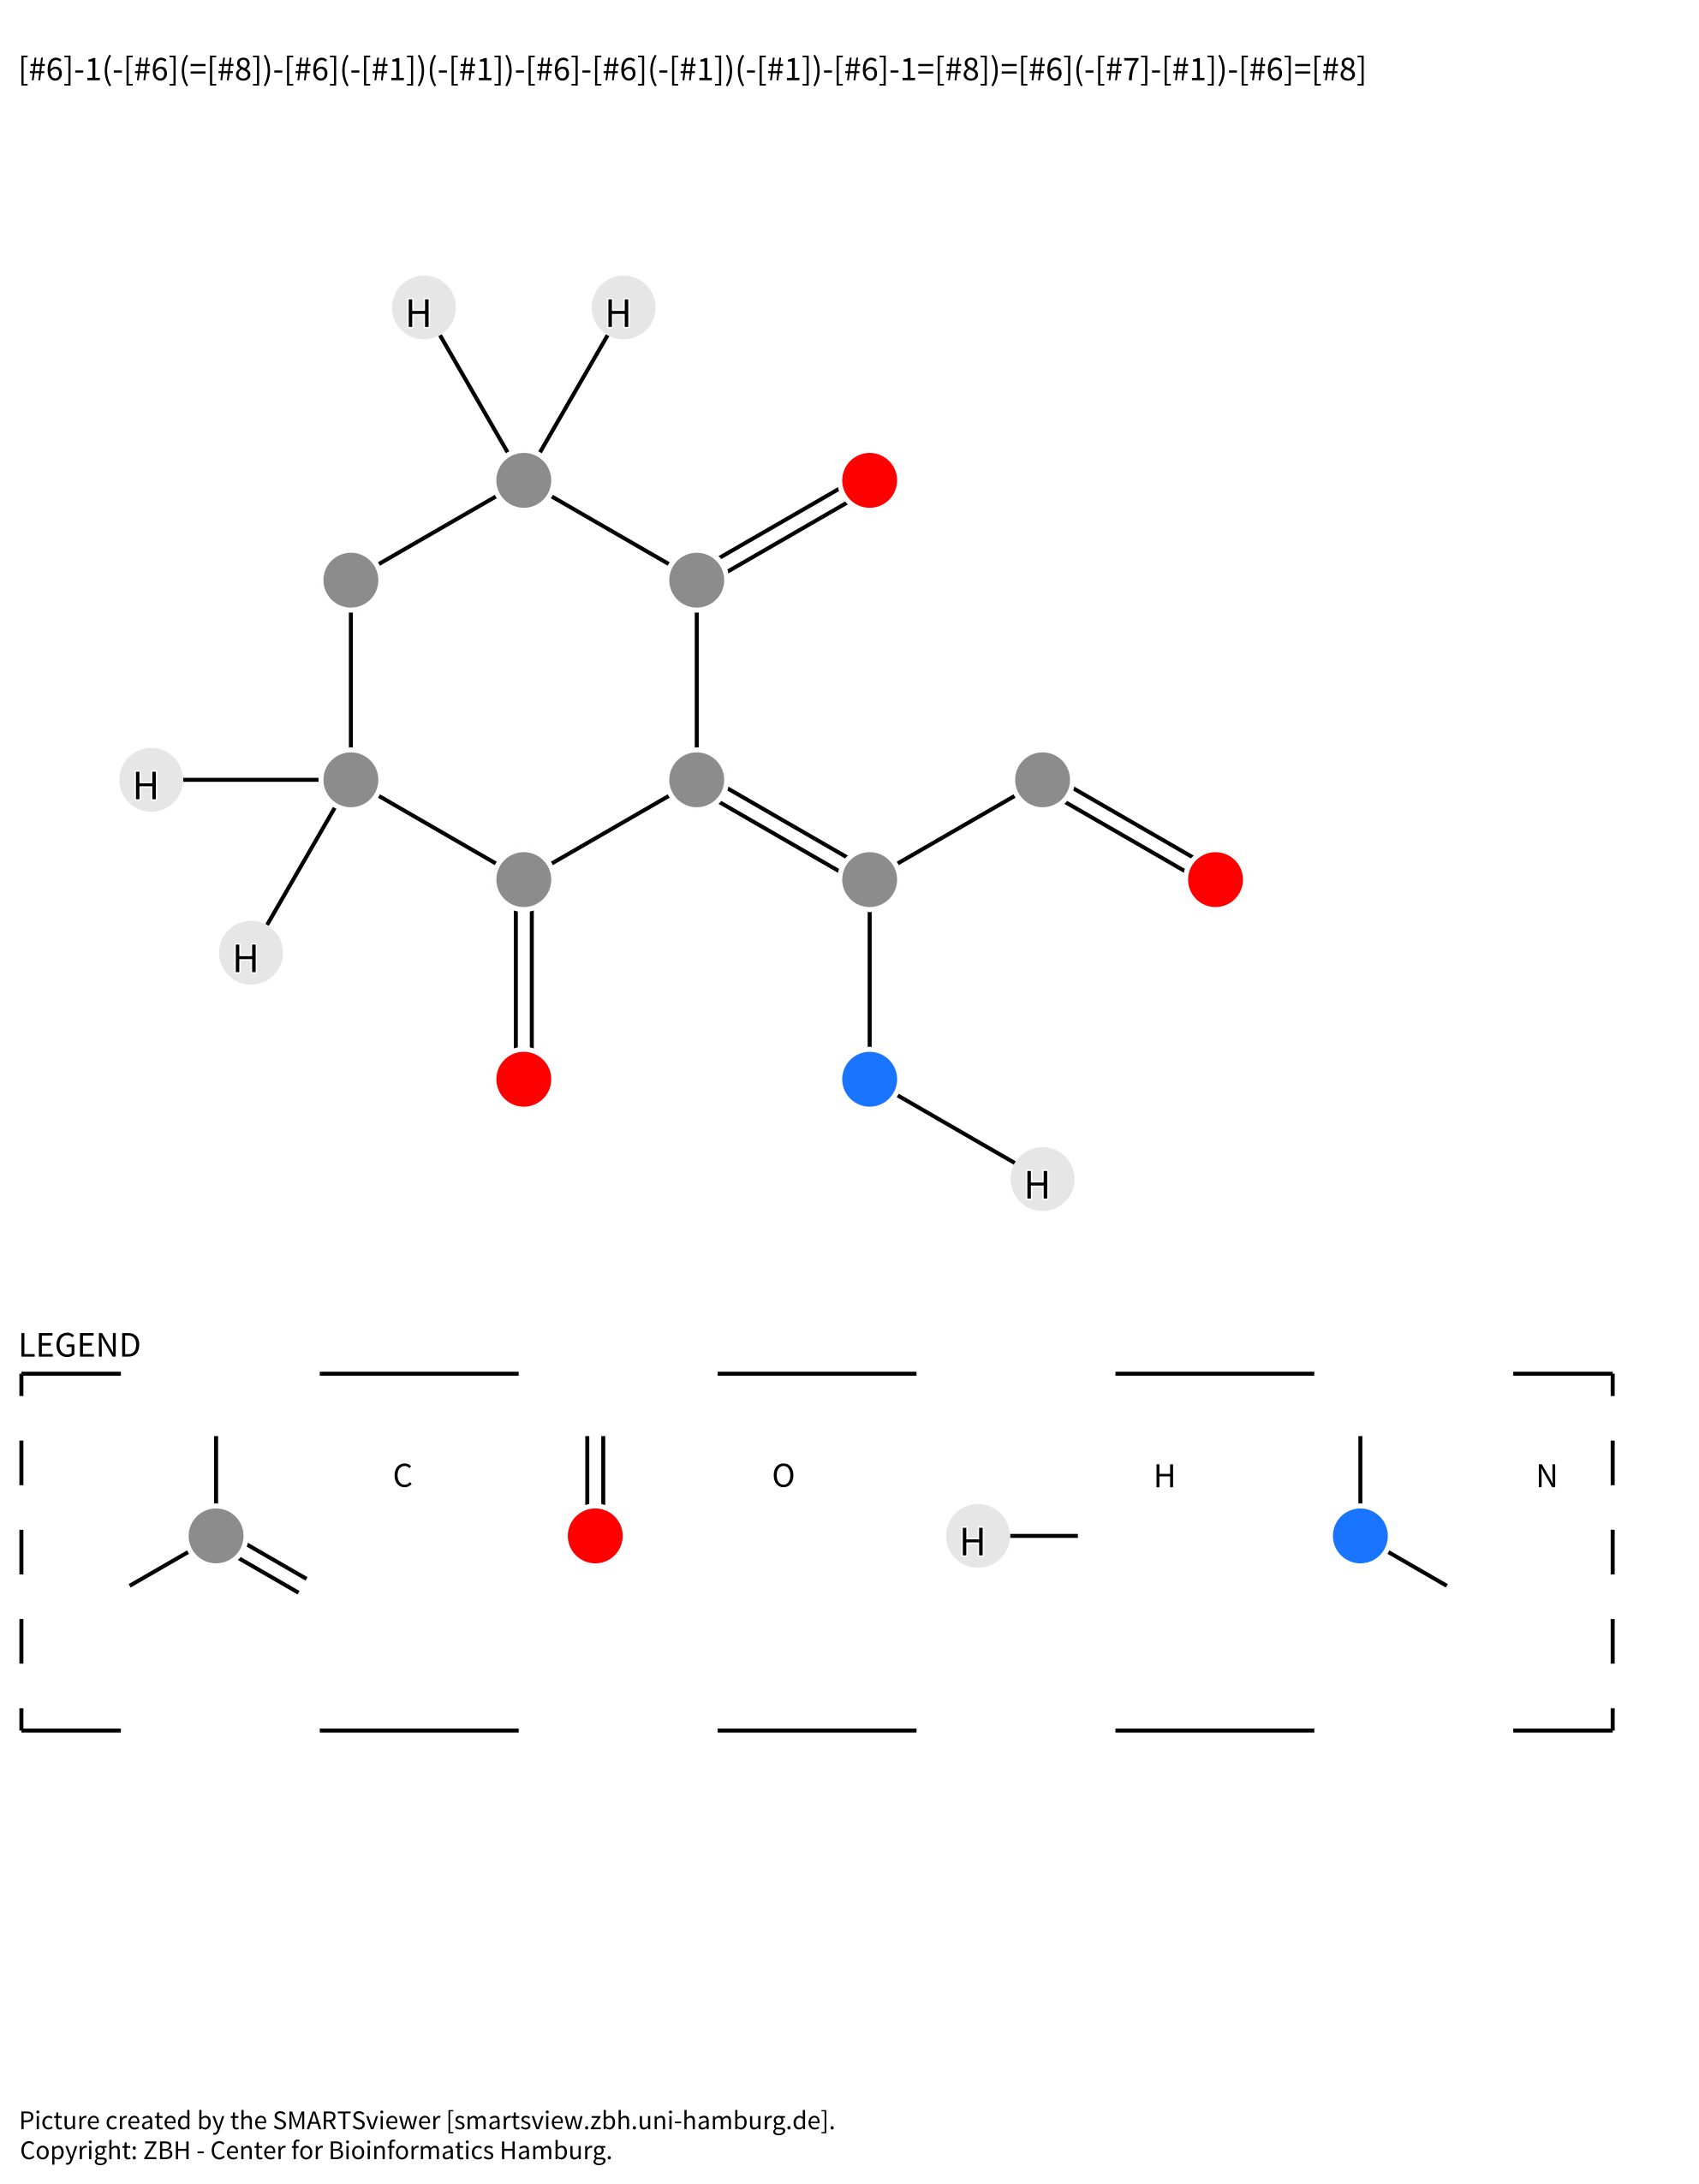 [#6]-1(-[#6](=[#8])-[#6](-[#1])(-[#1])-[#6]-[#6](-[#1])(-[#1])-[#6]-1=[#8])=[#6](-[#7]-[#1])-[#6]=[#8]
H H
H
H
H
LEGEND
C O H N
H
Picture created by the SMARTSviewer [smartsview.zbh.uni-hamburg.de].
Copyright: ZBH - Center for Bioinformatics Hamburg.